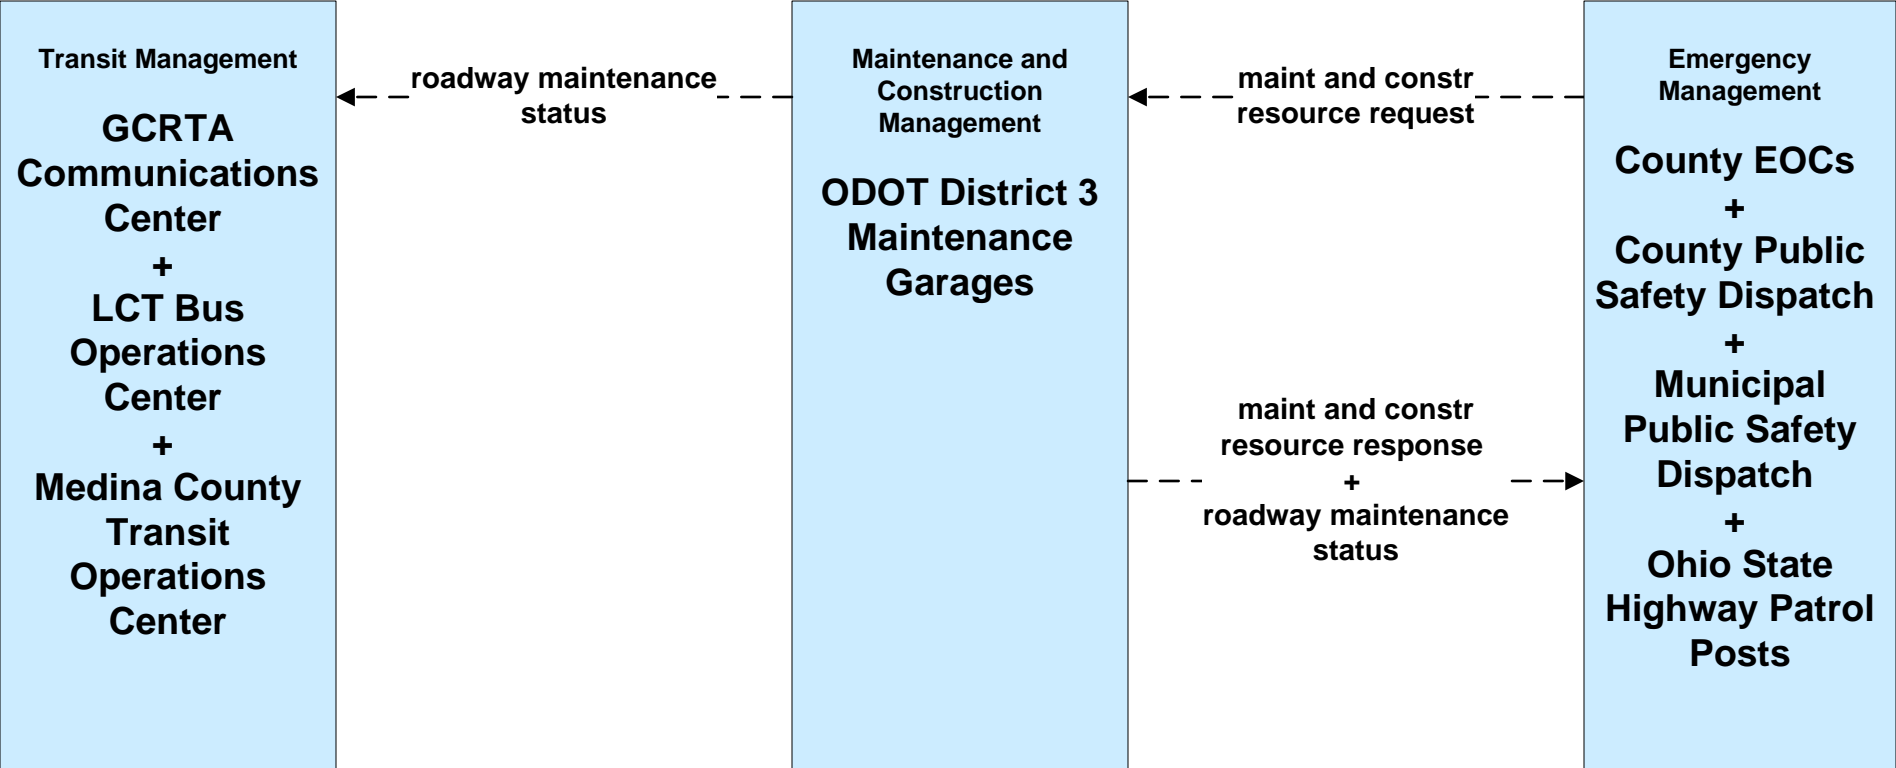 Transit Management
GCRTA
Communications
Center
+
LCT Bus
Operations
Center
+
Medina County
Transit
Operations
Center
roadway maintenance
status
Maintenance and
Construction
Management
ODOT District 3
Maintenance
Garages
maint and constr
resource request
maint and constr
resource response
+
roadway maintenance
status
Emergency
Management
County EOCs
+
County Public
Safety Dispatch
+
Municipal
Public Safety
Dispatch
+
Ohio State
Highway Patrol
Posts